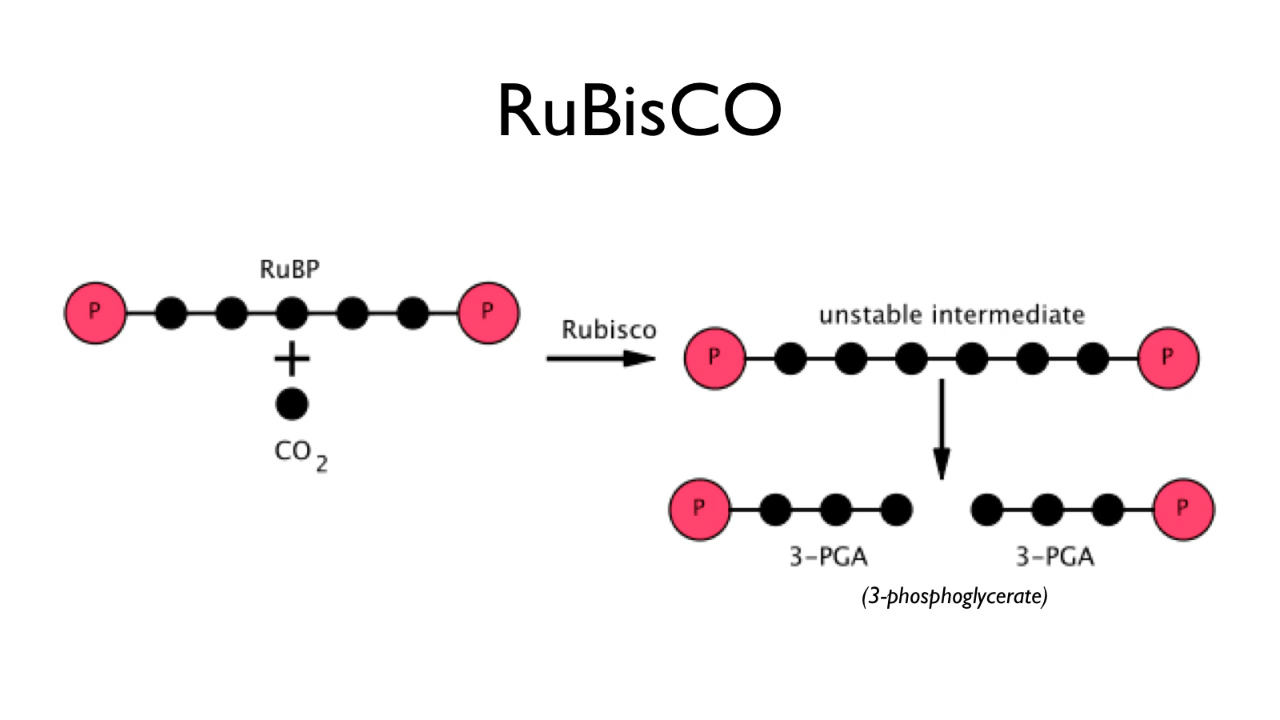 RuBisCO
RuBP
P
P
CO2
Rubisco
unstable intermediate
P
P
P
P
3-PGA
3-PGA
(3-phosphoglycerate)